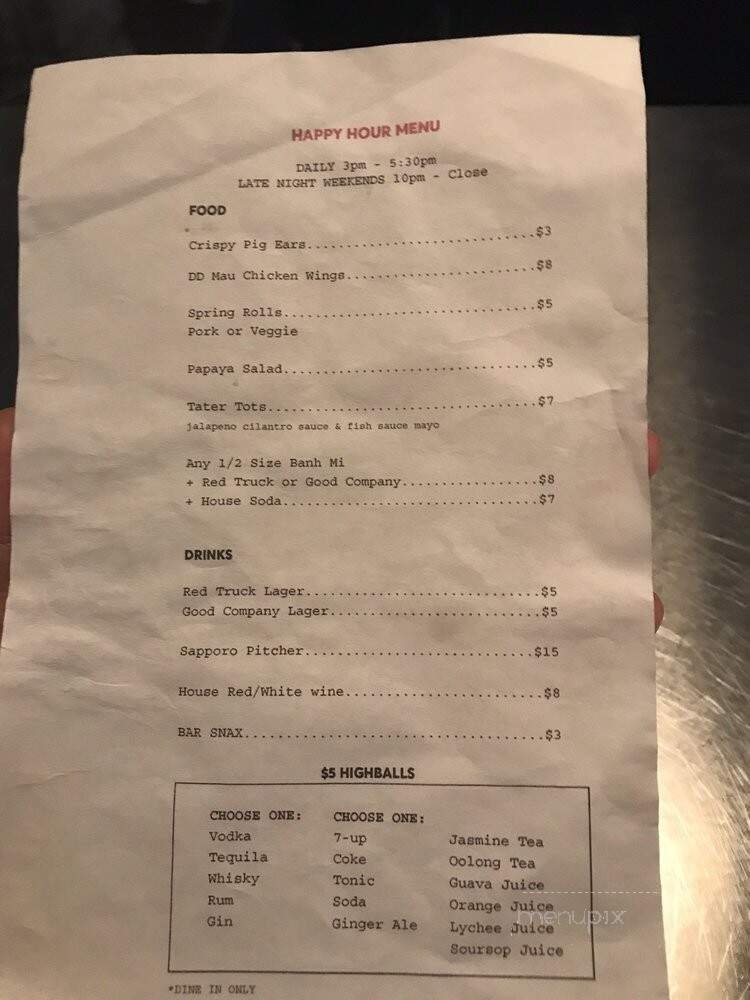 HAPPY HOUR MENU
DAILY 3pm - 5:30pm
LATE NIGHT WEEKENDS 10pm - Close
FOOD
Crispy Pig Ears.............................$3
DD Mau Chicken Wings........................$8
Spring Rolls................................$5
Pork or Veggie
Papaya Salad................................$5
Tater Tots..................................$7
jalapeno cilantro sauce & fish sauce mayo
Any 1/2 Size Banh Mi
+ Red Truck or Good Company.................$8
+ House Soda................................$7
DRINKS
Red Truck Lager.............................$5
Good Company Lager..........................$5
Sapporo Pitcher.............................$15
House Red/White wine.........................$8
BAR SNAX.....................................$3
$5 HIGHBALLS
CHOOSE ONE: CHOOSE ONE:
Vodka 7-up Jasmine Tea
Tequila Coke Oolong Tea
Whisky Tonic Guava Juice
Rum Soda Orange Juice
Gin Ginger Ale Lychee Juice
Soursop Juice
menupix
*DINE IN ONLY